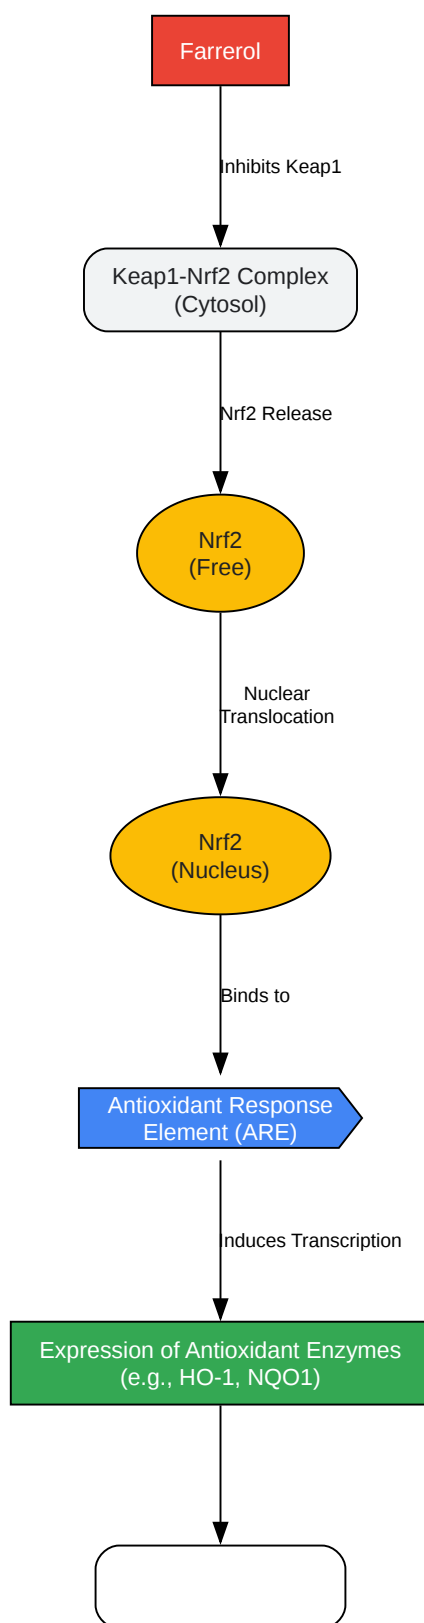 Farrerol
Inhibits Keap1
Keap1-Nrf2 Complex
(Cytosol)
Nrf2 Release
Nrf2
(Free)
Nuclear
Translocation
Nrf2
(Nucleus)
Binds to
Antioxidant Response
Element (ARE)
Induces Transcription
Expression of Antioxidant Enzymes
(e.g., HO-1, NQO1)